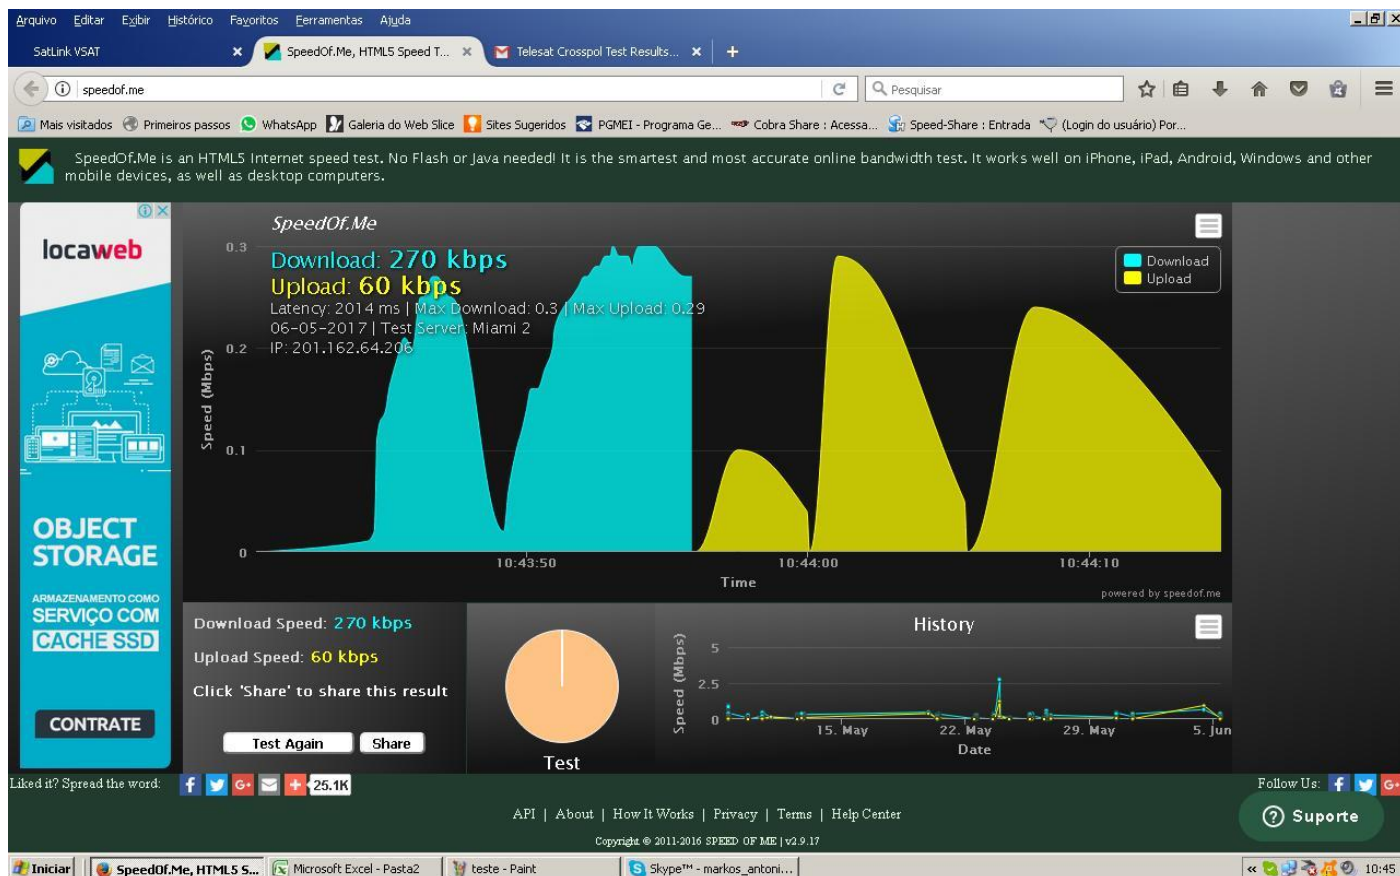 Arquivo Editar Exibir Histórico Favoritos Ferramentas Ajuda
SatLink VSAT
SpeedOf.Me, HTML5 Speed T...
Telesat Crosspol Test Results...
speedof.me
Pesquisar
Mais visitados Primeiros passos WhatsApp Galeria do Web Slice Sites Sugeridos PGMEI - Programa Ge... Cobra Share : Acessa... Speed-Share : Entrada (Login do usuário) Por...
SpeedOf.Me is an HTML5 Internet speed test. No Flash or Java needed! It is the smartest and most accurate online bandwidth test. It works well on iPhone, iPad, Android, Windows and other
mobile devices, as well as desktop computers.
locaweb
OBJECT
STORAGE
ARMAZENAMENTO COMO
SERVIÇO COM
CACHE SSD
CONTRATE
SpeedOf.Me
Download: 270 kbps
Upload: 60 kbps
Latency: 2014 ms | Max Download: 0.3 | Max Upload: 0.29
06-05-2017 | Test Server: Miami 2
IP: 201.162.64.206
Download
Upload
Speed (Mbps)
0.3
0.2
0.1
0
10:43:50 10:44:00 10:44:10
Time
powered by speedof.me
Download Speed: 270 kbps
Upload Speed: 60 kbps
Click 'Share' to share this result
Test Again Share
Test
History
Speed (Mbps)
5
2.5
0
15. May 22. May 29. May 5. Jun
Date
Liked it? Spread the word:
25.1K
Follow Us:
API | About | How It Works | Privacy | Terms | Help Center
Suporte
Copyright © 2011-2016 SPEED OF ME | v2.9.17
Iniciar SpeedOf.Me, HTML5 S... Microsoft Excel - Pasta2 teste - Paint Skype™ - markos_antoni... 10:45